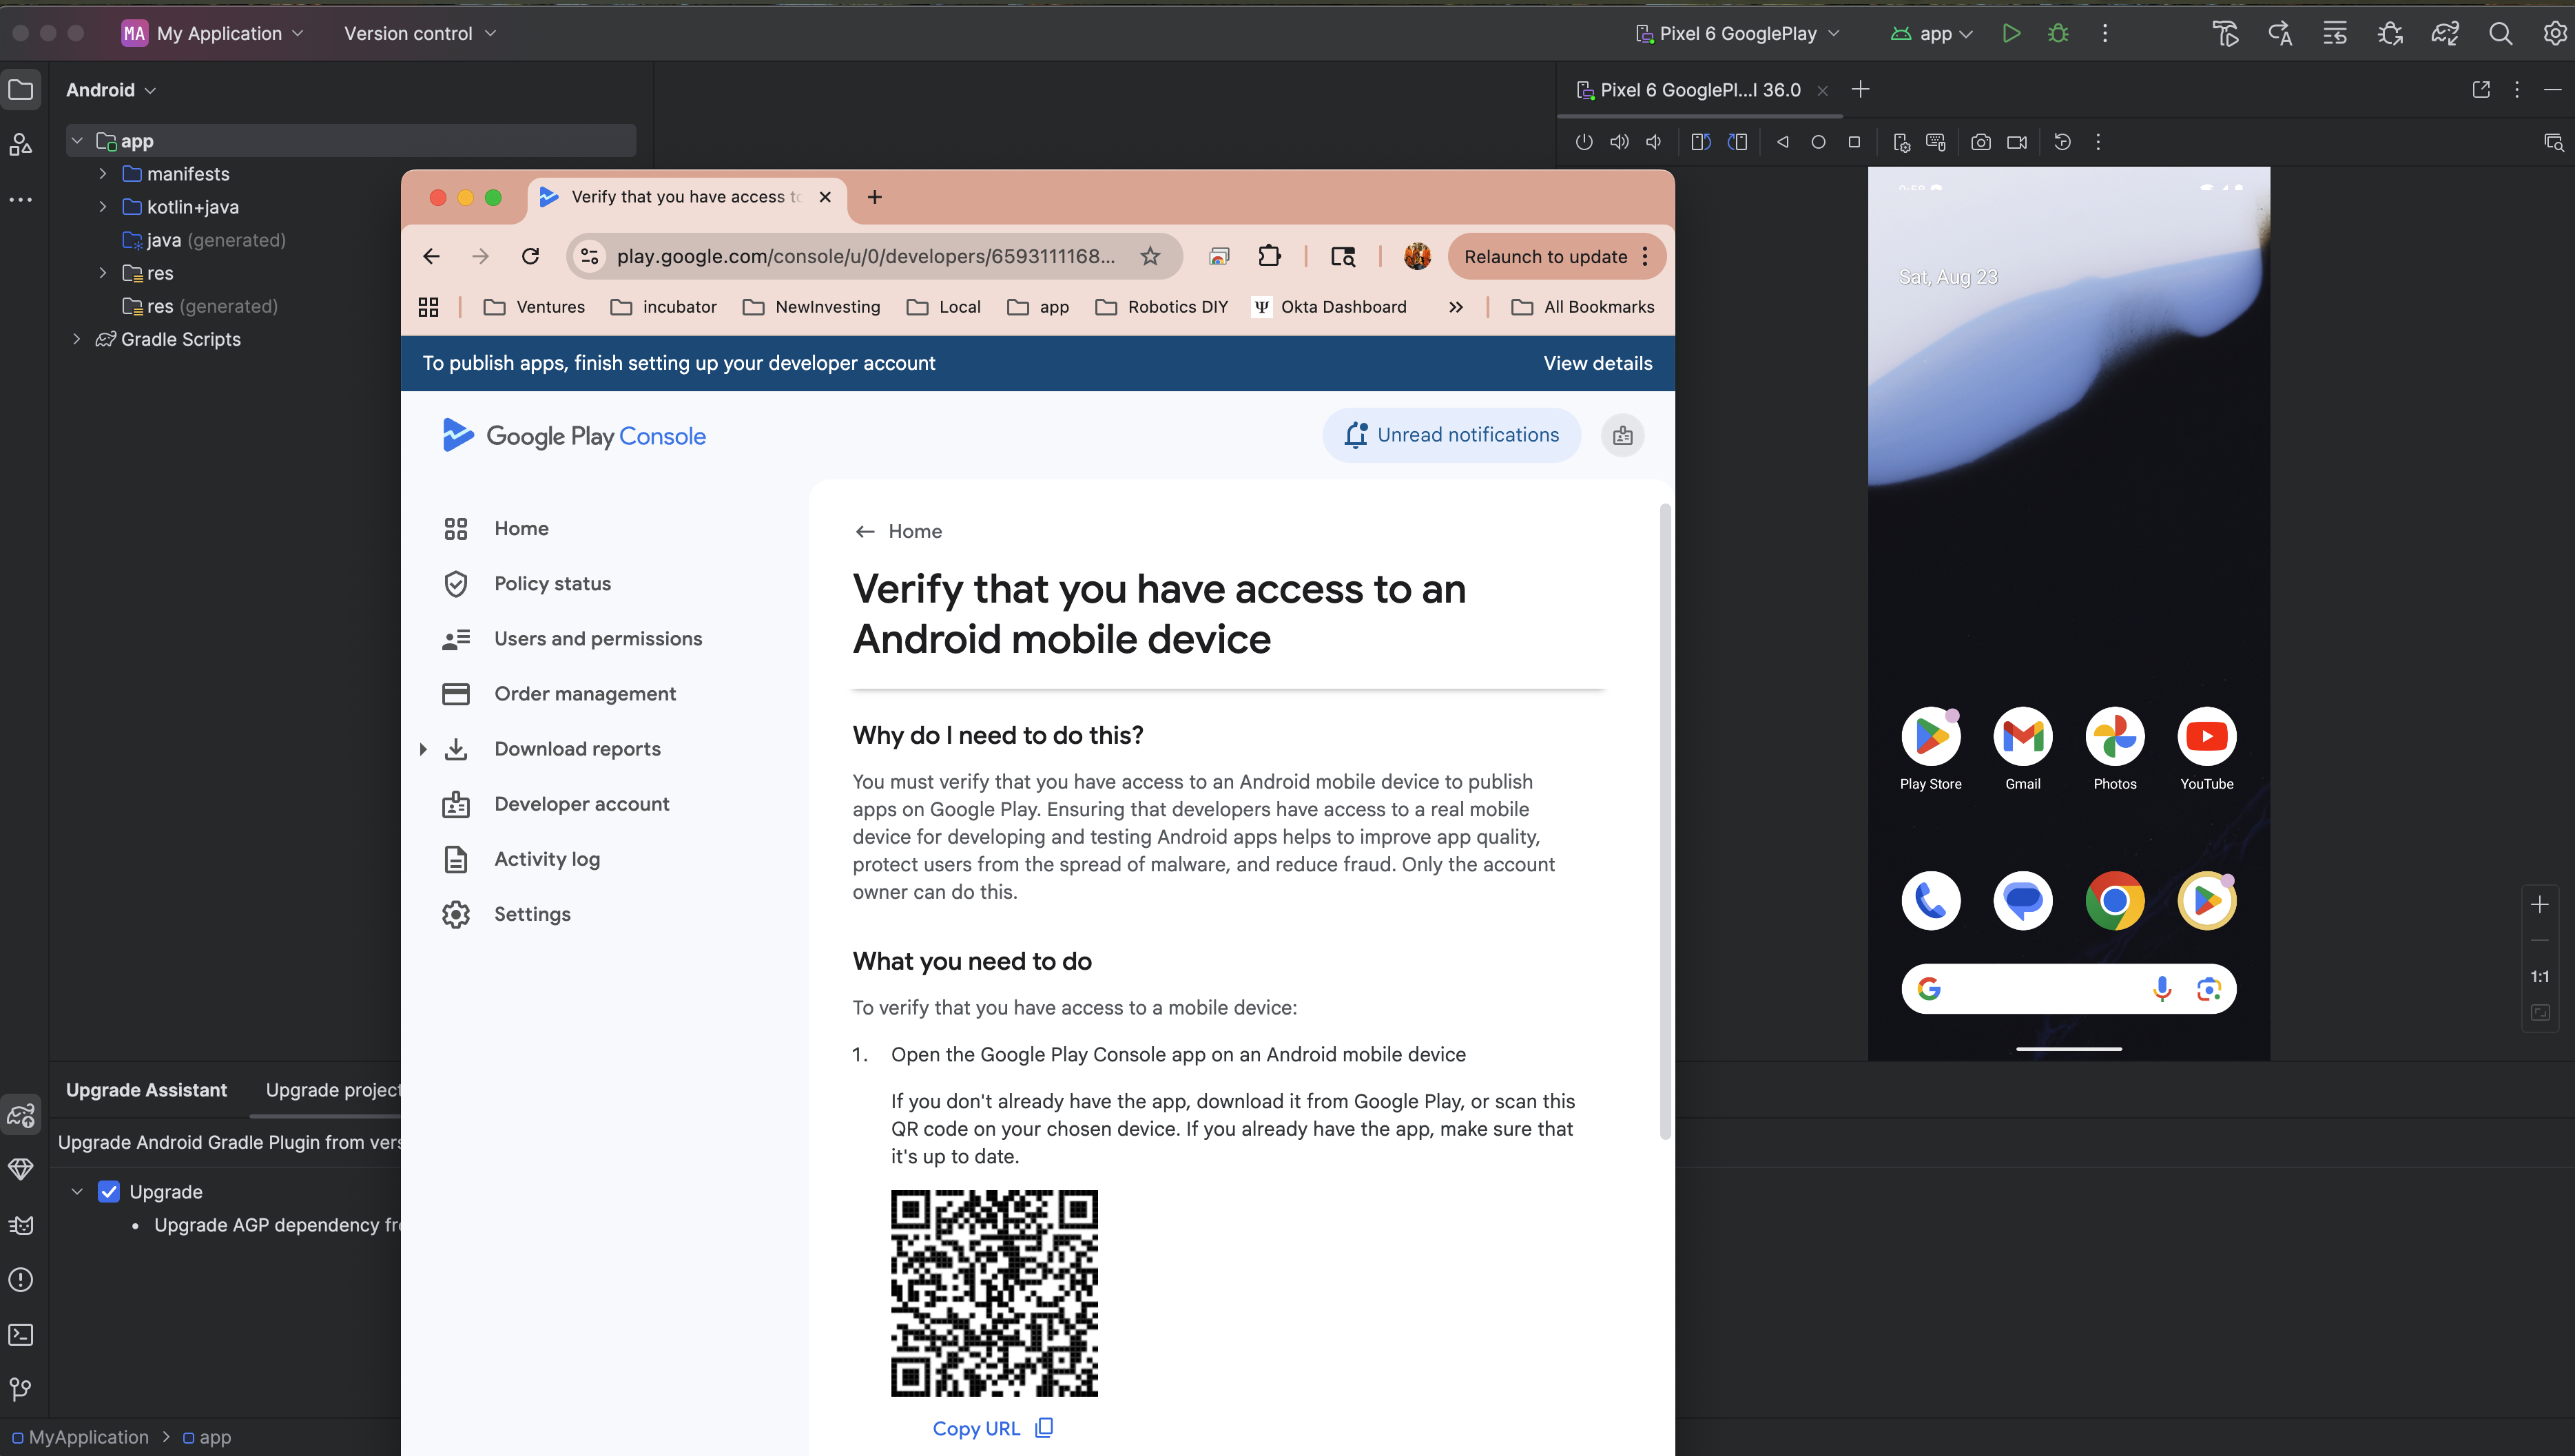 MA My Application
Version control
Pixel 6 GooglePlay
app
Android
app
manifests
kotlin+java
java (generated)
res
res (generated)
Gradle Scripts
Pixel 6 GooglePl...l 36.0
Verify that you have access to
play.google.com/console/u/0/developers/6593111168...
Relaunch to update
Ventures
incubator
NewInvesting
Local
app
Robotics DIY
Okta Dashboard
All Bookmarks
To publish apps, finish setting up your developer account
View details
Google Play Console
Unread notifications
Home
Policy status
Users and permissions
Order management
Download reports
Developer account
Activity log
Settings
Home
Verify that you have access to an
Android mobile device
Why do I need to do this?
You must verify that you have access to an Android mobile device to publish
apps on Google Play. Ensuring that developers have access to a real mobile
device for developing and testing Android apps helps to improve app quality,
protect users from the spread of malware, and reduce fraud. Only the account
owner can do this.
What you need to do
To verify that you have access to a mobile device:
1. Open the Google Play Console app on an Android mobile device
If you don't already have the app, download it from Google Play, or scan this
QR code on your chosen device. If you already have the app, make sure that
it's up to date.
Copy URL
Sat, Aug 23
Play Store
Gmail
Photos
YouTube
1:1
Upgrade Assistant
Upgrade project
Upgrade Android Gradle Plugin from
Upgrade
• Upgrade AGP dependency
MyApplication > app